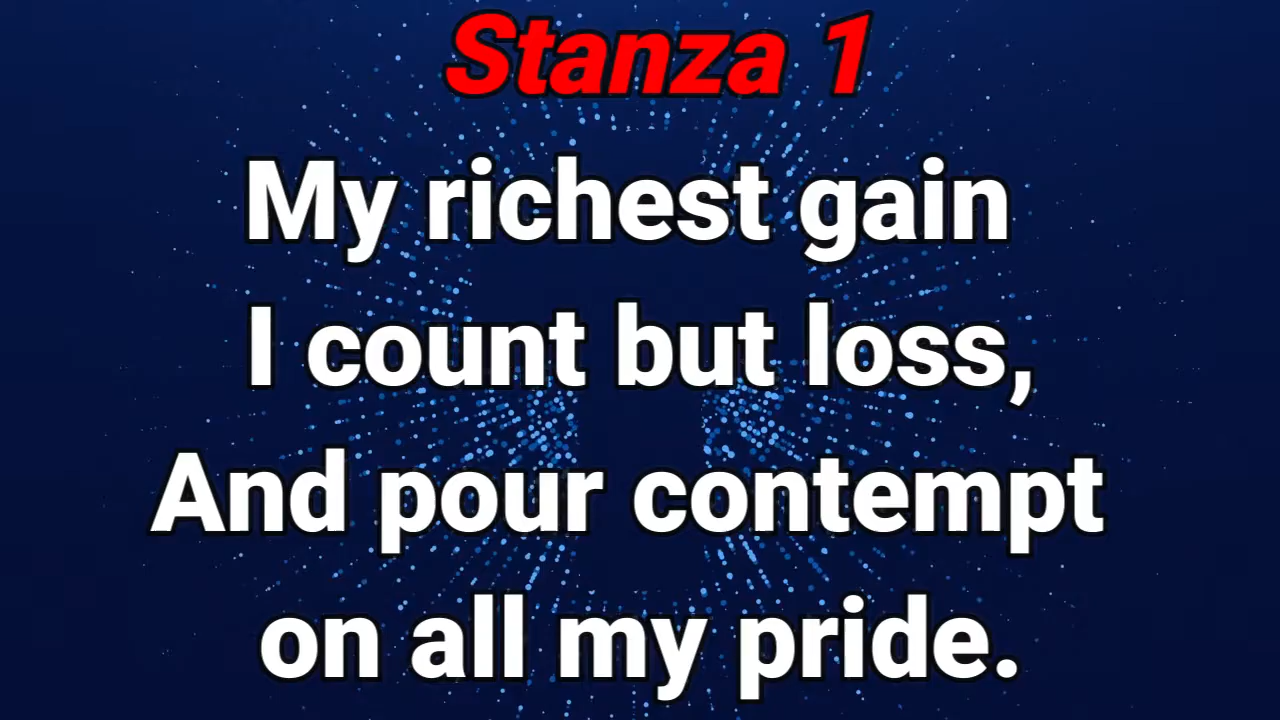 Stanza 1
My richest gain
I count but loss,
And pour contempt
on all my pride.